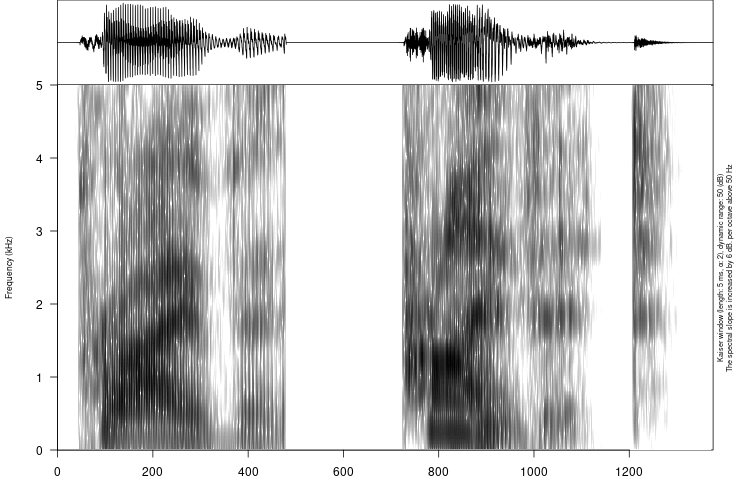 5
4
3
2
1
0
Frequency (kHz)
0 200 400 600 800 1000 1200
Kaiser window (length: 5 ms, α: 2), dynamic range: 50 (dB)
The spectral slope is increased by 6 dB. per octave above 50 Hz